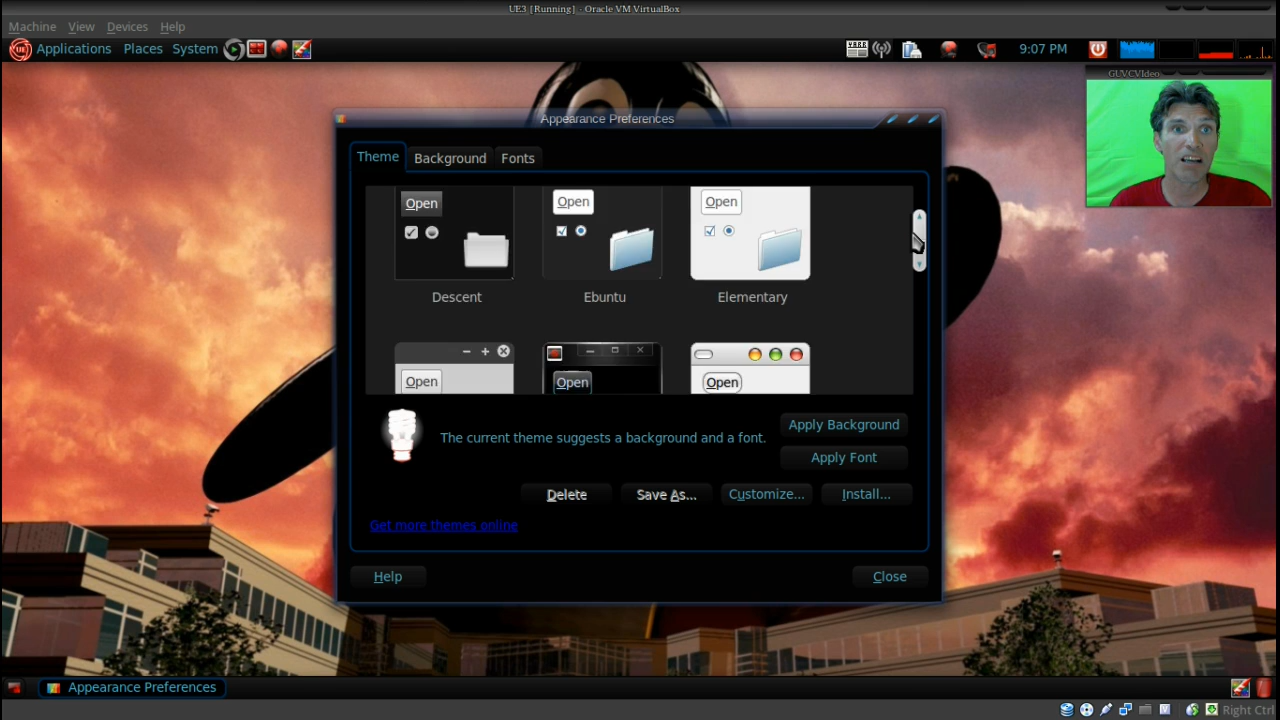 UE3 [Running] - Oracle VM VirtualBox
Machine View Devices Help
Applications Places System 9:07 PM
GUVCVIdeo
Appearance Preferences
Theme Background Fonts
Open Open Open
Descent Ebuntu Elementary
Open Open Open
The current theme suggests a background and a font.
Apply Background
Apply Font
Delete Save As... Customize... Install...
Get more themes online
Help Close
Appearance Preferences
Right Ctrl